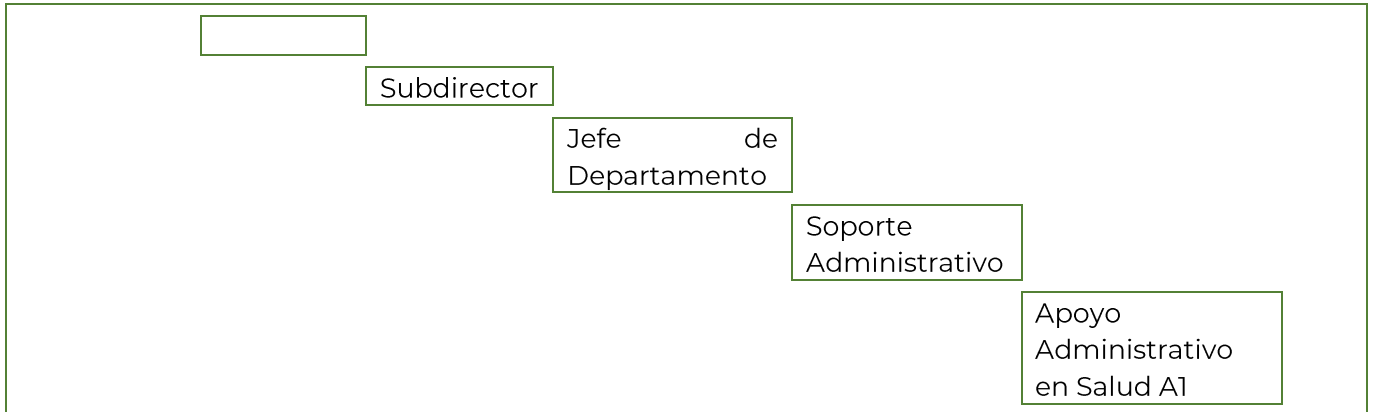 Subdirector
Jefe de
Departamento
Soporte
Administrativo
Apoyo
Administrativo
en Salud A1